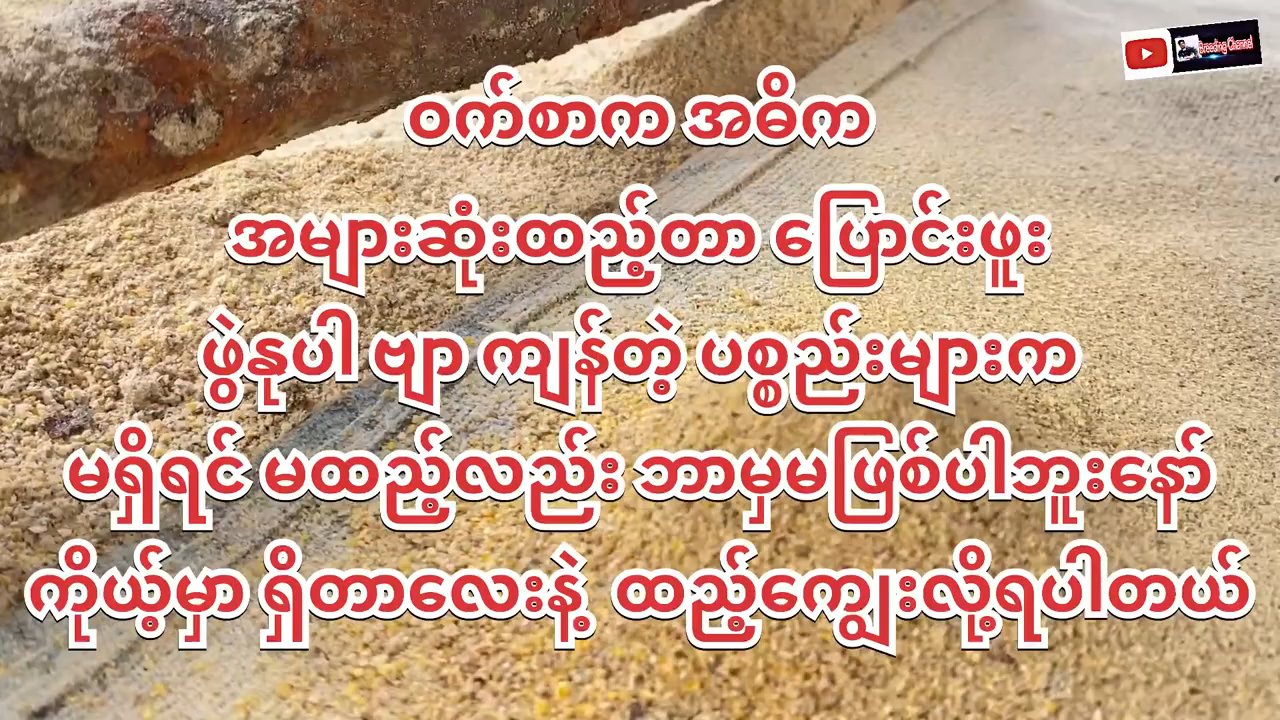 Breeding Channel
ဝက်စာက အဓိက
အများဆုံးထည့်တာ ပြောင်းဖူး
ဖွဲနုပါ ဗျာ ကျန်တဲ့ ပစ္စည်းများက
မရှိရင် မထည့်လည်း ဘာမှမဖြစ်ပါဘူးနော်
ကိုယ့်မှာ ရှိတာလေးနဲ့ ထည့်ကျွေးလို့ရပါတယ်